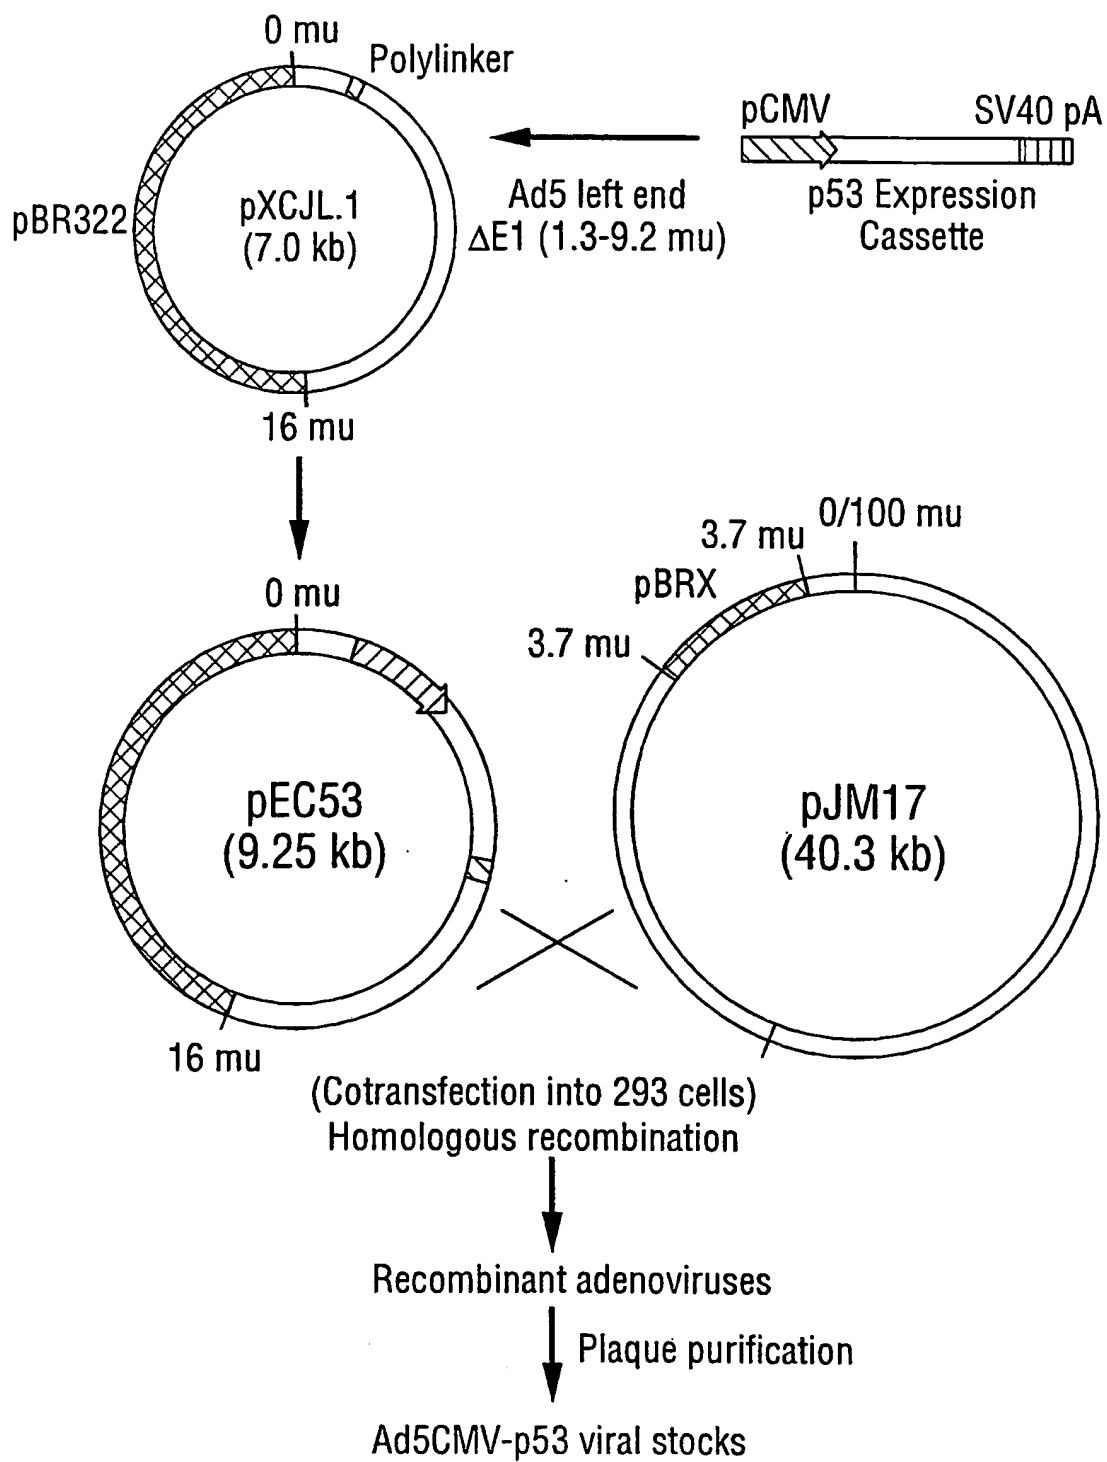 0 mu
Polylinker
pCMV
SV40 pA
pBR322
pXCJL.1
(7.0 kb)
Ad5 left end
ΔE1 (1.3-9.2 mu)
p53 Expression
Cassette
16 mu
0/100 mu
3.7 mu
pBRX
0 mu
3.7 mu
pEC53
(9.25 kb)
pJM17
(40.3 kb)
16 mu
(Cotransfection into 293 cells)
Homologous recombination
Recombinant adenoviruses
Plaque purification
Ad5CMV-p53 viral stocks